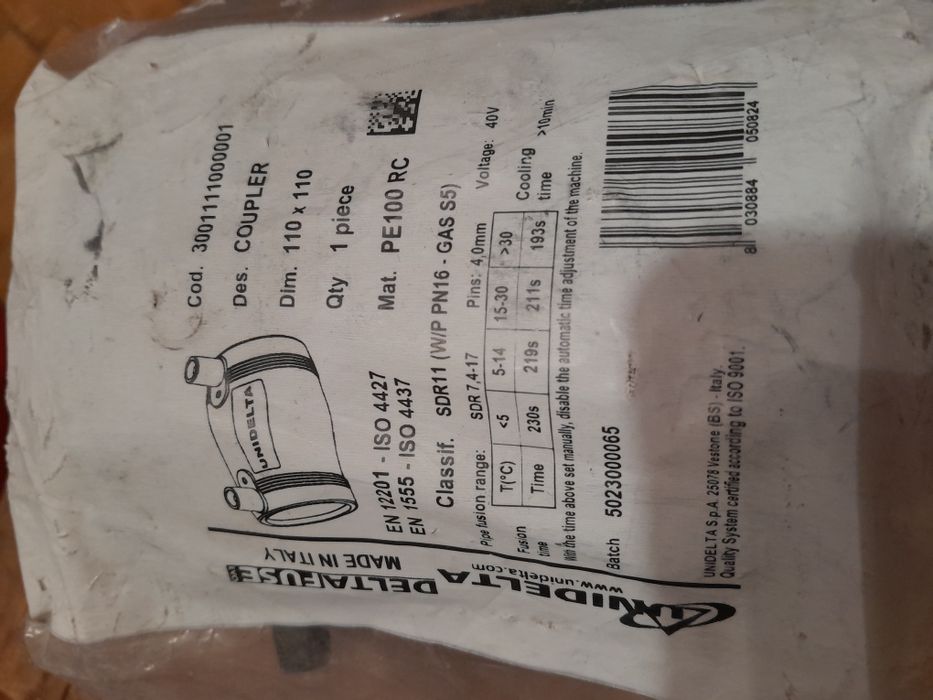 UNIDELTA
www.unidelta.com
DELTAFUSE
MADE IN ITALY
UNIDELTA
Cod. 3001111000001
Des. COUPLER
Dim. 110 x 110
Qty 1 piece
Mat. PE100 RC
EN 12201 - ISO 4427
EN 1555 - ISO 4437
Classif. SDR11 (W/P PN16 - GAS S5)
Pipe fusion range: SDR 7,4-17 Pins: 4,0mm Voltage: 40V
Fusion time T(°C) <5 5-14 15-30 >30 Cooling time >10min
Time 230s 219s 211s 193s
With the time above set manually, disable the automatic time adjustment of the machine.
Batch 5023000065
8 030884 050824
UNIDELTA S.p.A. 25078 Vestone (BS) - Italy.
Quality System certified according to ISO 9001.